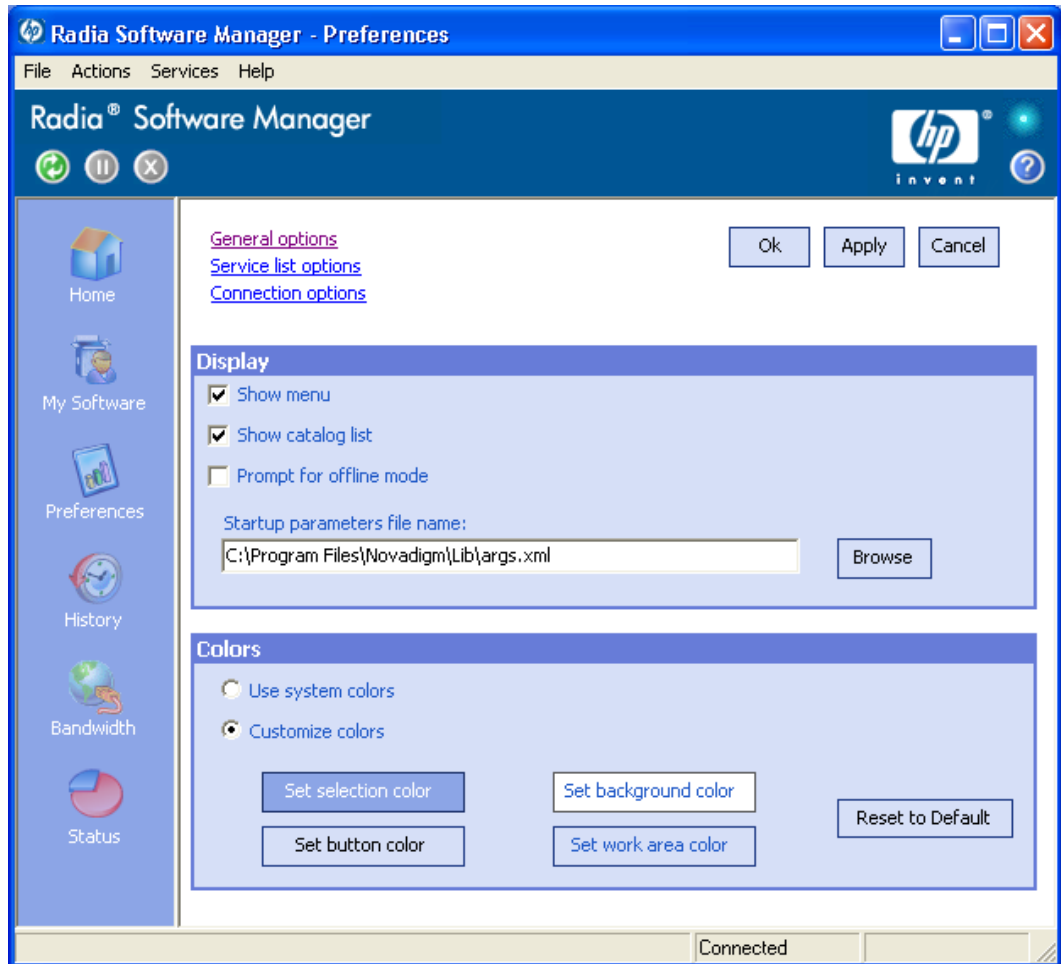 Radia Software Manager - Preferences
File Actions Services Help
Radia® Software Manager
hp ®
invent
Home
My Software
Preferences
History
Bandwidth
Status
General options
Service list options
Connection options
Ok Apply Cancel
Display
Show menu
Show catalog list
Prompt for offline mode
Startup parameters file name:
C:\Program Files\Novadigm\Lib\args.xml Browse
Colors
Use system colors
Customize colors
Set selection color Set background color
Set button color Set work area color
Reset to Default
Connected